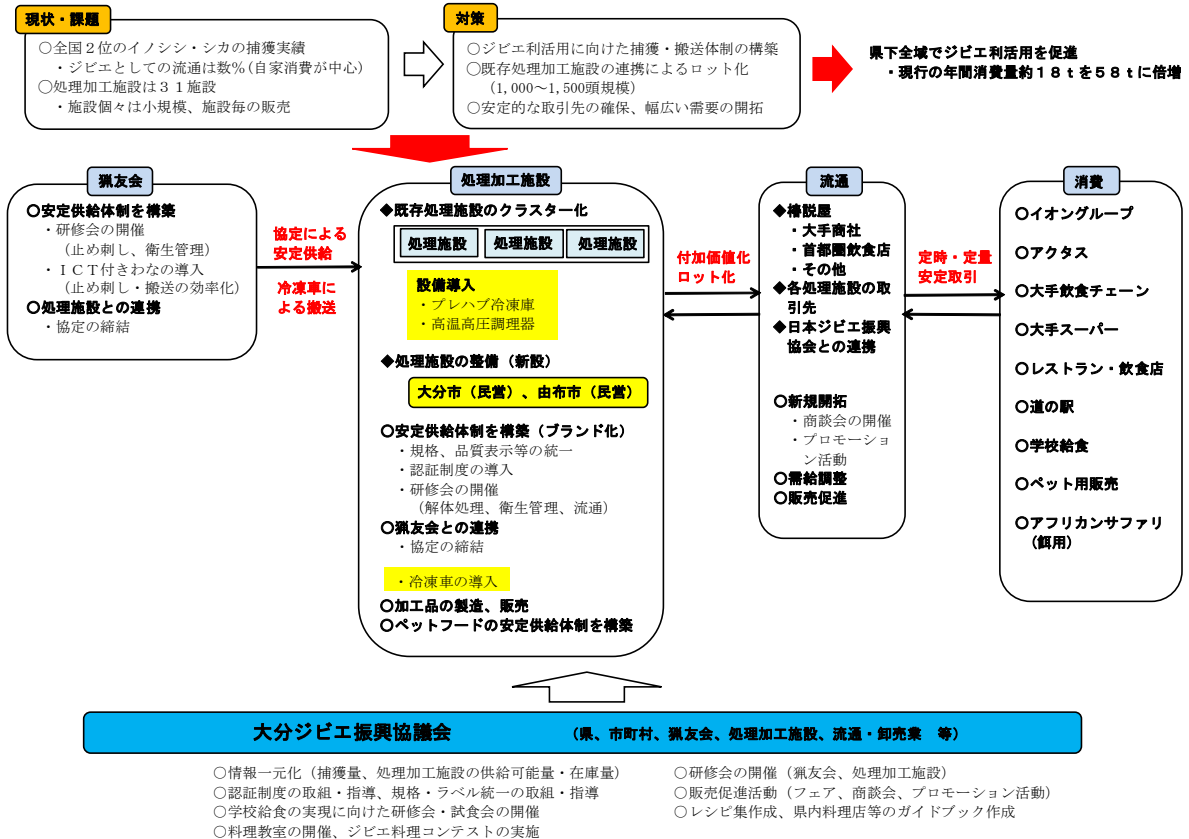 現状・課題
○全国２位のイノシシ・シカの捕獲実績
・ジビエとしての流通は数％(自家消費が中心)
○処理加工施設は３１施設
・施設個々は小規模、施設毎の販売
対策
○ジビエ利活用に向けた捕獲・搬送体制の構築
○既存処理加工施設の連携によるロット化
(1,000～1,500頭規模)
○安定的な取引先の確保、幅広い需要の開拓
県下全域でジビエ利活用を促進
・現行の年間消費量約１８ｔを５８ｔに倍増
猟友会
○安定供給体制を構築
・研修会の開催
(止め刺し、衛生管理)
・ＩＣＴ付きわなの導入
(止め刺し・搬送の効率化)
○処理施設との連携
・協定の締結
協定による
安定供給
冷凍車に
よる搬送
処理加工施設
◆既存処理施設のクラスター化
処理施設
処理施設
処理施設
設備導入
・プレハブ冷凍庫
・高温高圧調理器
◆処理施設の整備（新設）
大分市（民営）、由布市（民営）
○安定供給体制を構築（ブランド化）
・規格、品質表示等の統一
・認証制度の導入
・研修会の開催
（解体処理、衛生管理、流通）
○猟友会との連携
・協定の締結
・冷凍車の導入
○加工品の製造、販売
○ペットフードの安定供給体制を構築
付加価値化
ロット化
流通
◆椿説屋
・大手商社
・首都圏飲食店
・その他
◆各処理施設の取
引先
◆日本ジビエ振興
協会との連携
○新規開拓
・商談会の開催
・プロモーショ
ン活動
○需給調整
○販売促進
定時・定量
安定取引
消費
○イオングループ
○アクタス
○大手飲食チェーン
○大手スーパー
○レストラン・飲食店
○道の駅
○学校給食
○ペット用販売
○アフリカンサファリ
（餌用）
大分ジビエ振興協議会　（県、市町村、猟友会、処理加工施設、流通・卸売業　等）
○情報一元化（捕獲量、処理加工施設の供給可能量・在庫量）
○認証制度の取組・指導、規格・ラベル統一の取組・指導
○学校給食の実現に向けた研修会・試食会の開催
○料理教室の開催、ジビエ料理コンテストの実施
○研修会の開催（猟友会、処理加工施設）
○販売促進活動（フェア、商談会、プロモーション活動）
○レシピ集作成、県内料理店等のガイドブック作成